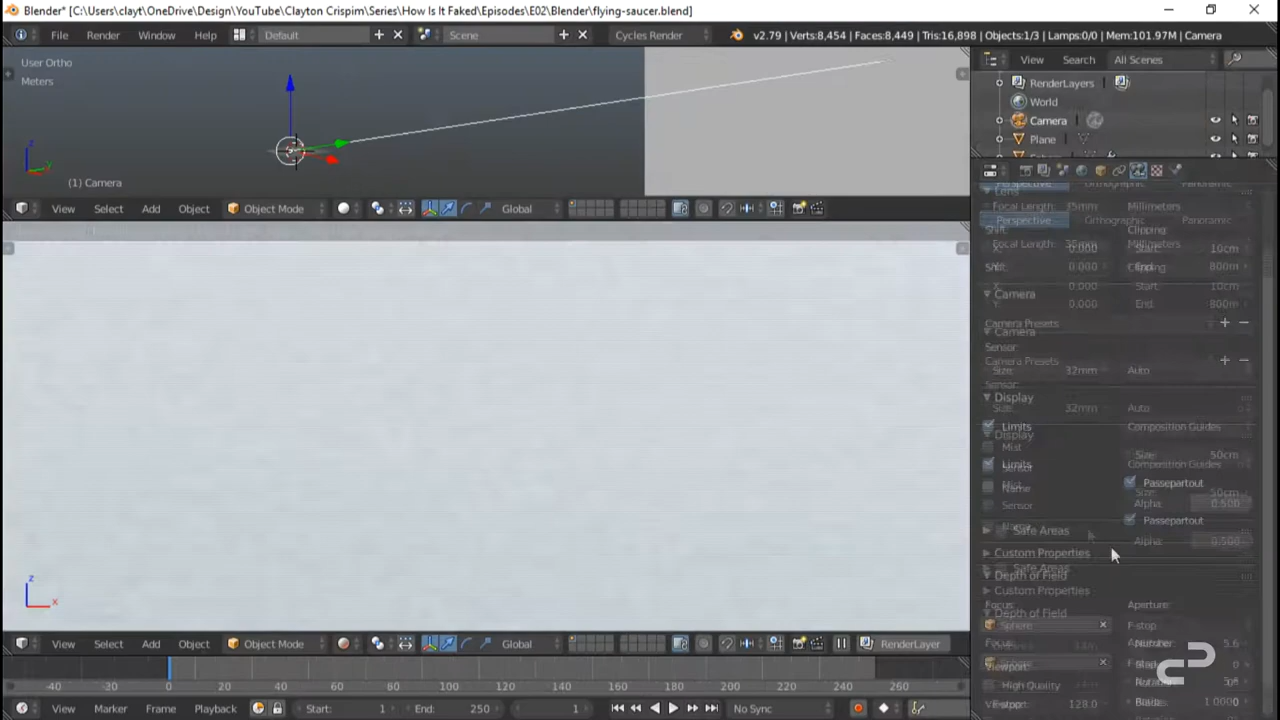 Blender* [C:\Users\clayt\OneDrive\Design\YouTube\Clayton Crispim\Series\How Is It Faked\Episodes\E02\Blender\flying-saucer.blend]
File Render Window Help Default Scene Cycles Render v2.79 | Verts:8,454 | Faces:8,449 | Tris:16,898 | Objects:1/3 | Lamps:0/0 | Mem:101.97M | Camera
User Ortho
Meters
(1) Camera
View Select Add Object Object Mode Global
View Search All Scenes
RenderLayers
World
Camera
Plane
Lens
Focal Length: 35mm Millimeters
Perspective Orthographic Panoramic
Shift: Clipping:
Focal Length: 35mm Millimeters
X: 0.000 Start: 10cm
Y: 0.000 End: 800m
X: 0.000 Start: 10cm
Y: 0.000 End: 800m
Camera
Camera Presets
Camera
Sensor:
Camera Presets
Size: 32mm Auto
Sensor:
Display
Size: 32mm Auto
Limits Composition Guides
Display
Mist
Size: 50cm
Limits Composition Guides
Sensor
Passepartout
Mist
Name
Size: 50cm
Alpha: 0.500
Sensor
Passepartout
Name
Safe Areas
Alpha: 0.500
Custom Properties
Safe Areas
Depth of Field
Custom Properties
Focus: Aperture:
Depth of Field
Sphere F-stop
Focus:
Number: 5.6
Viewport:
High Quality
F-stop: 128.0
1.0000
z
x
View Select Add Object Object Mode Global RenderLayer
-40 -20 0 20 40 60 80 100 120 140 160 180 200 220 240 260
View Marker Frame Playback Start: 1 End: 250 1 No Sync